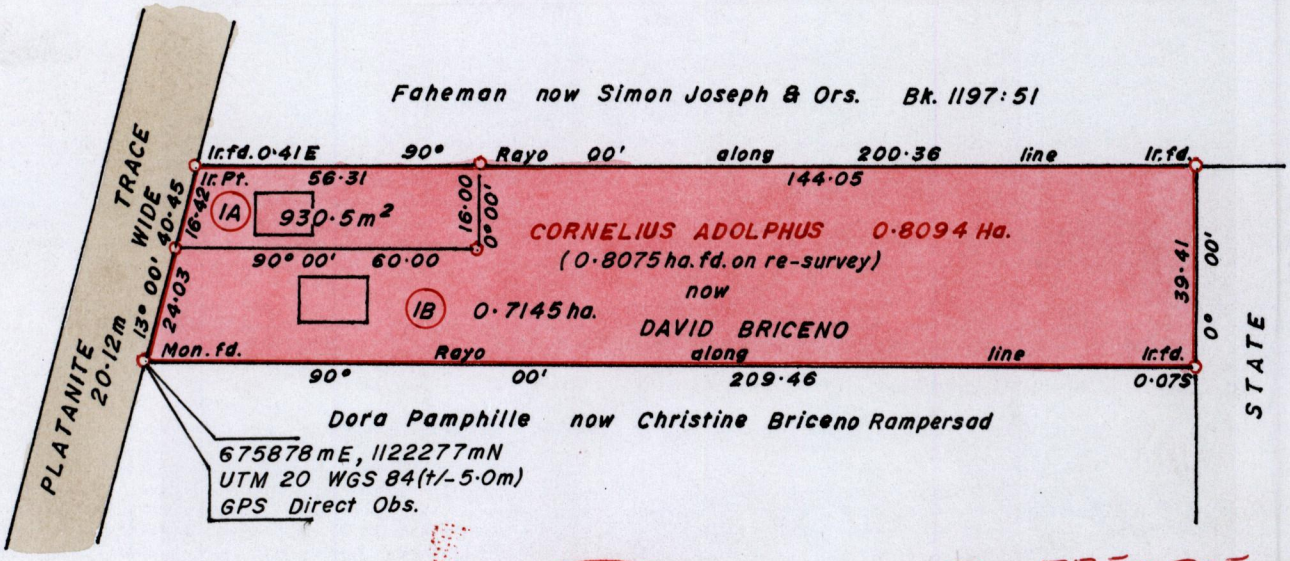 Faheman now Simon Joseph & Ors. Bk. 1197:51
Ir.fd. 0·41E 90° Rayo 00' along 200·36 line Ir.fd.
Ir.Pt. 56·31 144·05
TRACE
WIDE
40·45
16·42
1A 930·5m²
16·00
0°00'
CORNELIUS ADOLPHUS 0·8094 Ha.
(0·8075ha.fd.on re-survey)
90° 00' 60·00
now
1B 0·7145ha.
DAVID BRICENO
39·41
0° 00'
STATE
13° 00'
24·03
PLATANITE
20·12m
Mon.fd. Rayo along line Ir.fd.
90° 00' 209·46 0·07S
Dora Pamphille now Christine Briceno Rampersad
675878mE, 1122277mN
UTM 20 WGS 84(t/-5·0m)
GPS Direct Obs.